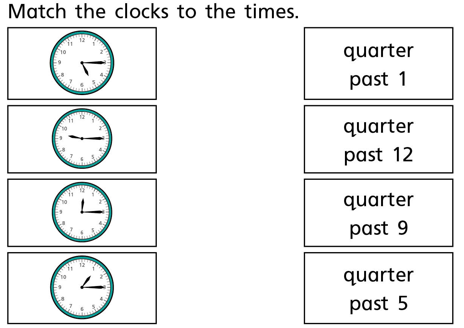 Match the clocks to the times.
quarter
past 1
quarter
past 12
quarter
past 9
quarter
past 5